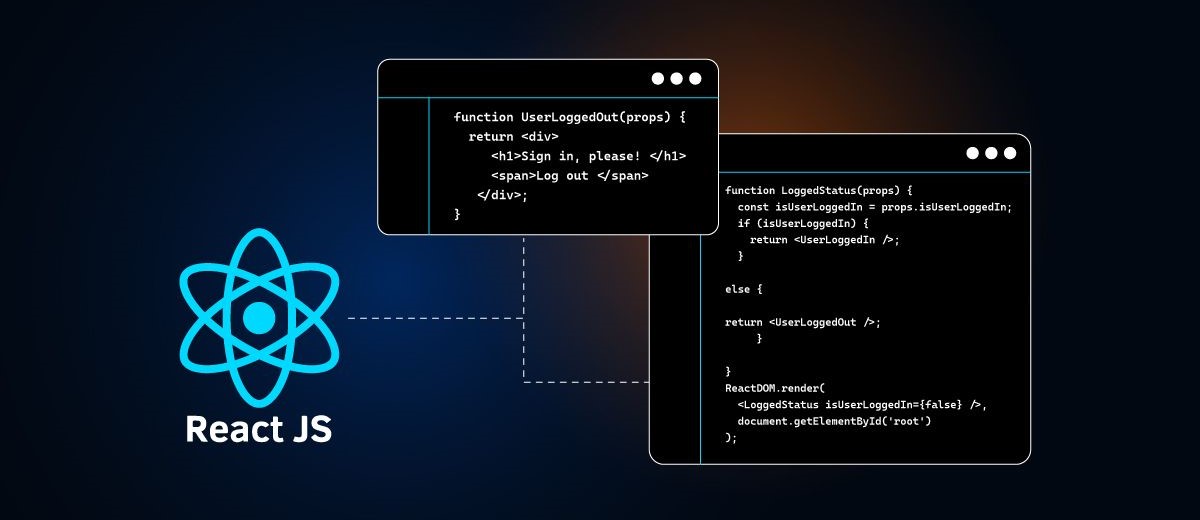 function UserLoggedOut(props) {
return <div>
<h1>Sign in, please! </h1>
<span>Log out </span>
</div>;
}
function LoggedStatus(props) {
const isUserLoggedIn = props.isUserLoggedIn;
if (isUserLoggedIn) {
return <UserLoggedIn />;
}
else {
return <UserLoggedOut />;
}
}
ReactDOM.render(
<LoggedStatus isUserLoggedIn={false} />,
document.getElementById('root')
);
React JS